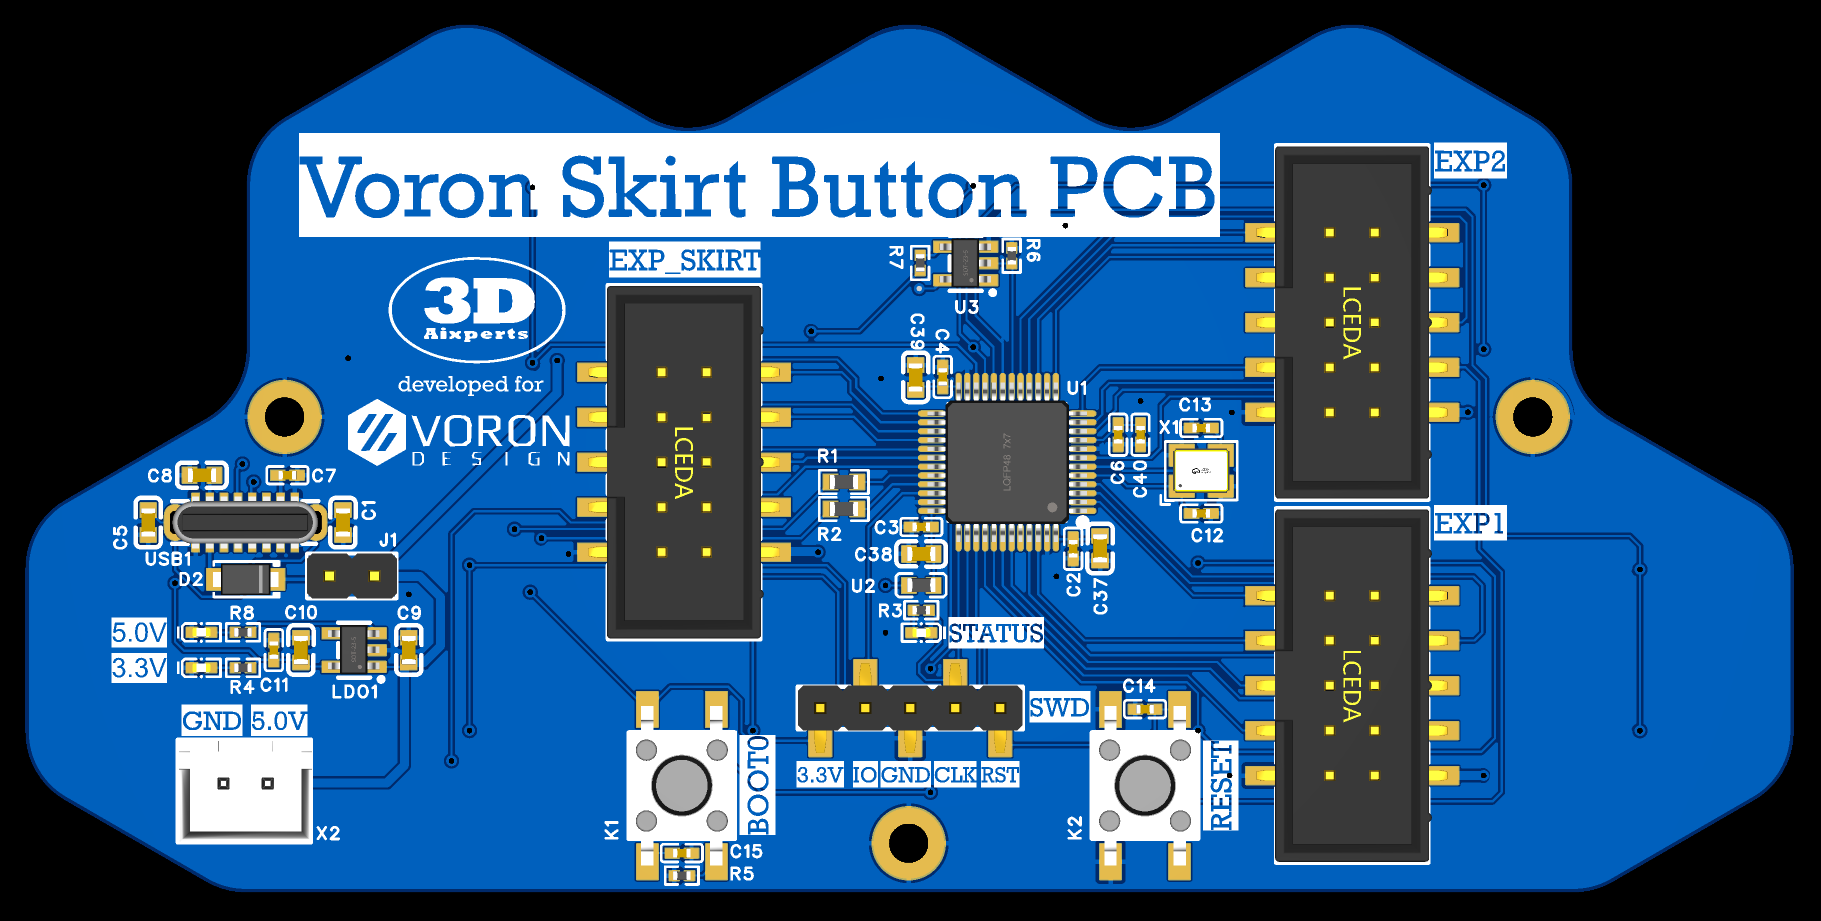 Voron Skirt Button PCB
EXP2
EXP_SKIRT
R7
R6
U3
3D
Aixperts
developed for
VORON
DESIGN
LCEDA
LCEDA
C39
C4
U1
LQFP48 7x7
C13
X1
C6
C40
C12
R1
R2
C3
C38
U2
R3
STATUS
C2
C37
C8
C7
C5
C1
USB1
J1
D2
R8
C10
C9
5.0V
3.3V
R4
C11
LDO1
GND
5.0V
X2
EXP1
LCEDA
SWD
3.3V
IO
GND
CLK
RST
C14
BOOT0
RESET
K1
K2
C15
R5